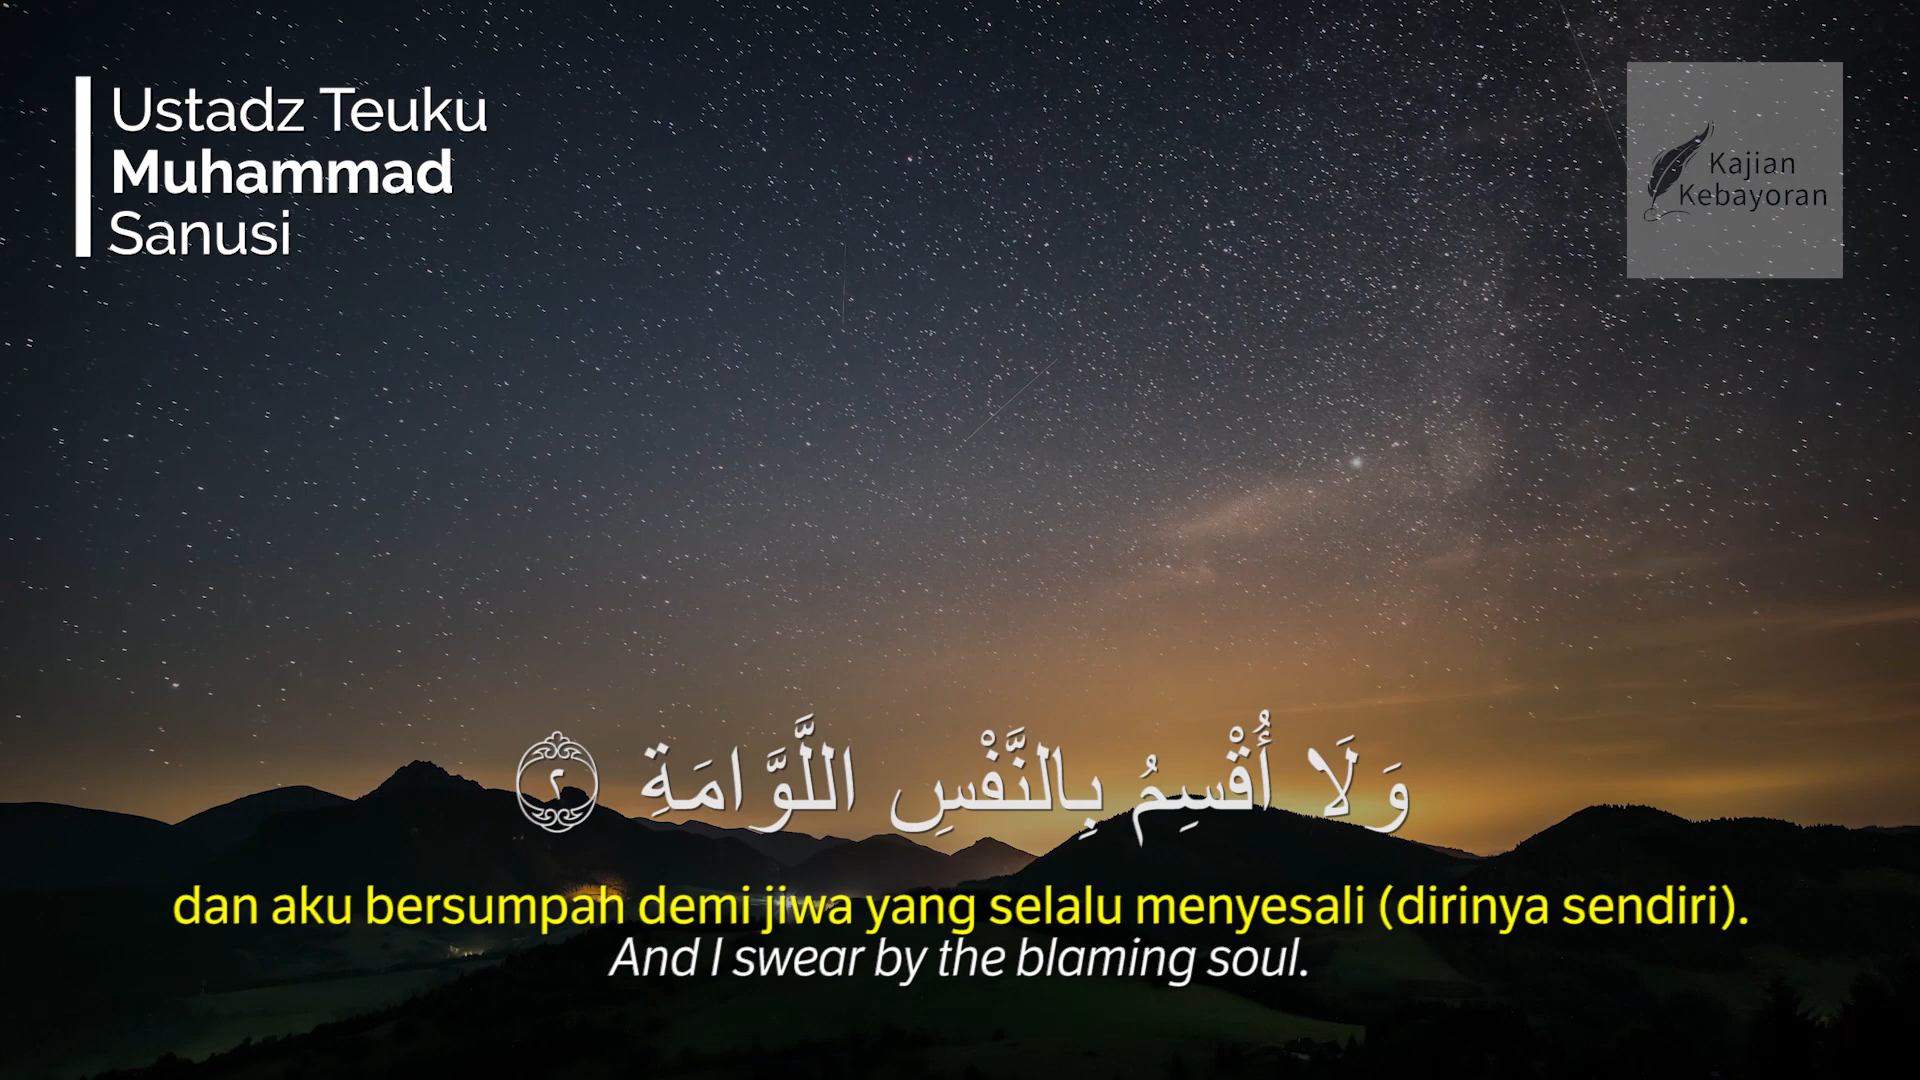 Ustadz Teuku
Muhammad
Sanusi
Kajian
Kebayoran
وَلَا أُقْسِمُ بِالنَّفْسِ اللَّوَّامَةِ ٢
dan aku bersumpah demi jiwa yang selalu menyesali (dirinya sendiri).
And I swear by the blaming soul.